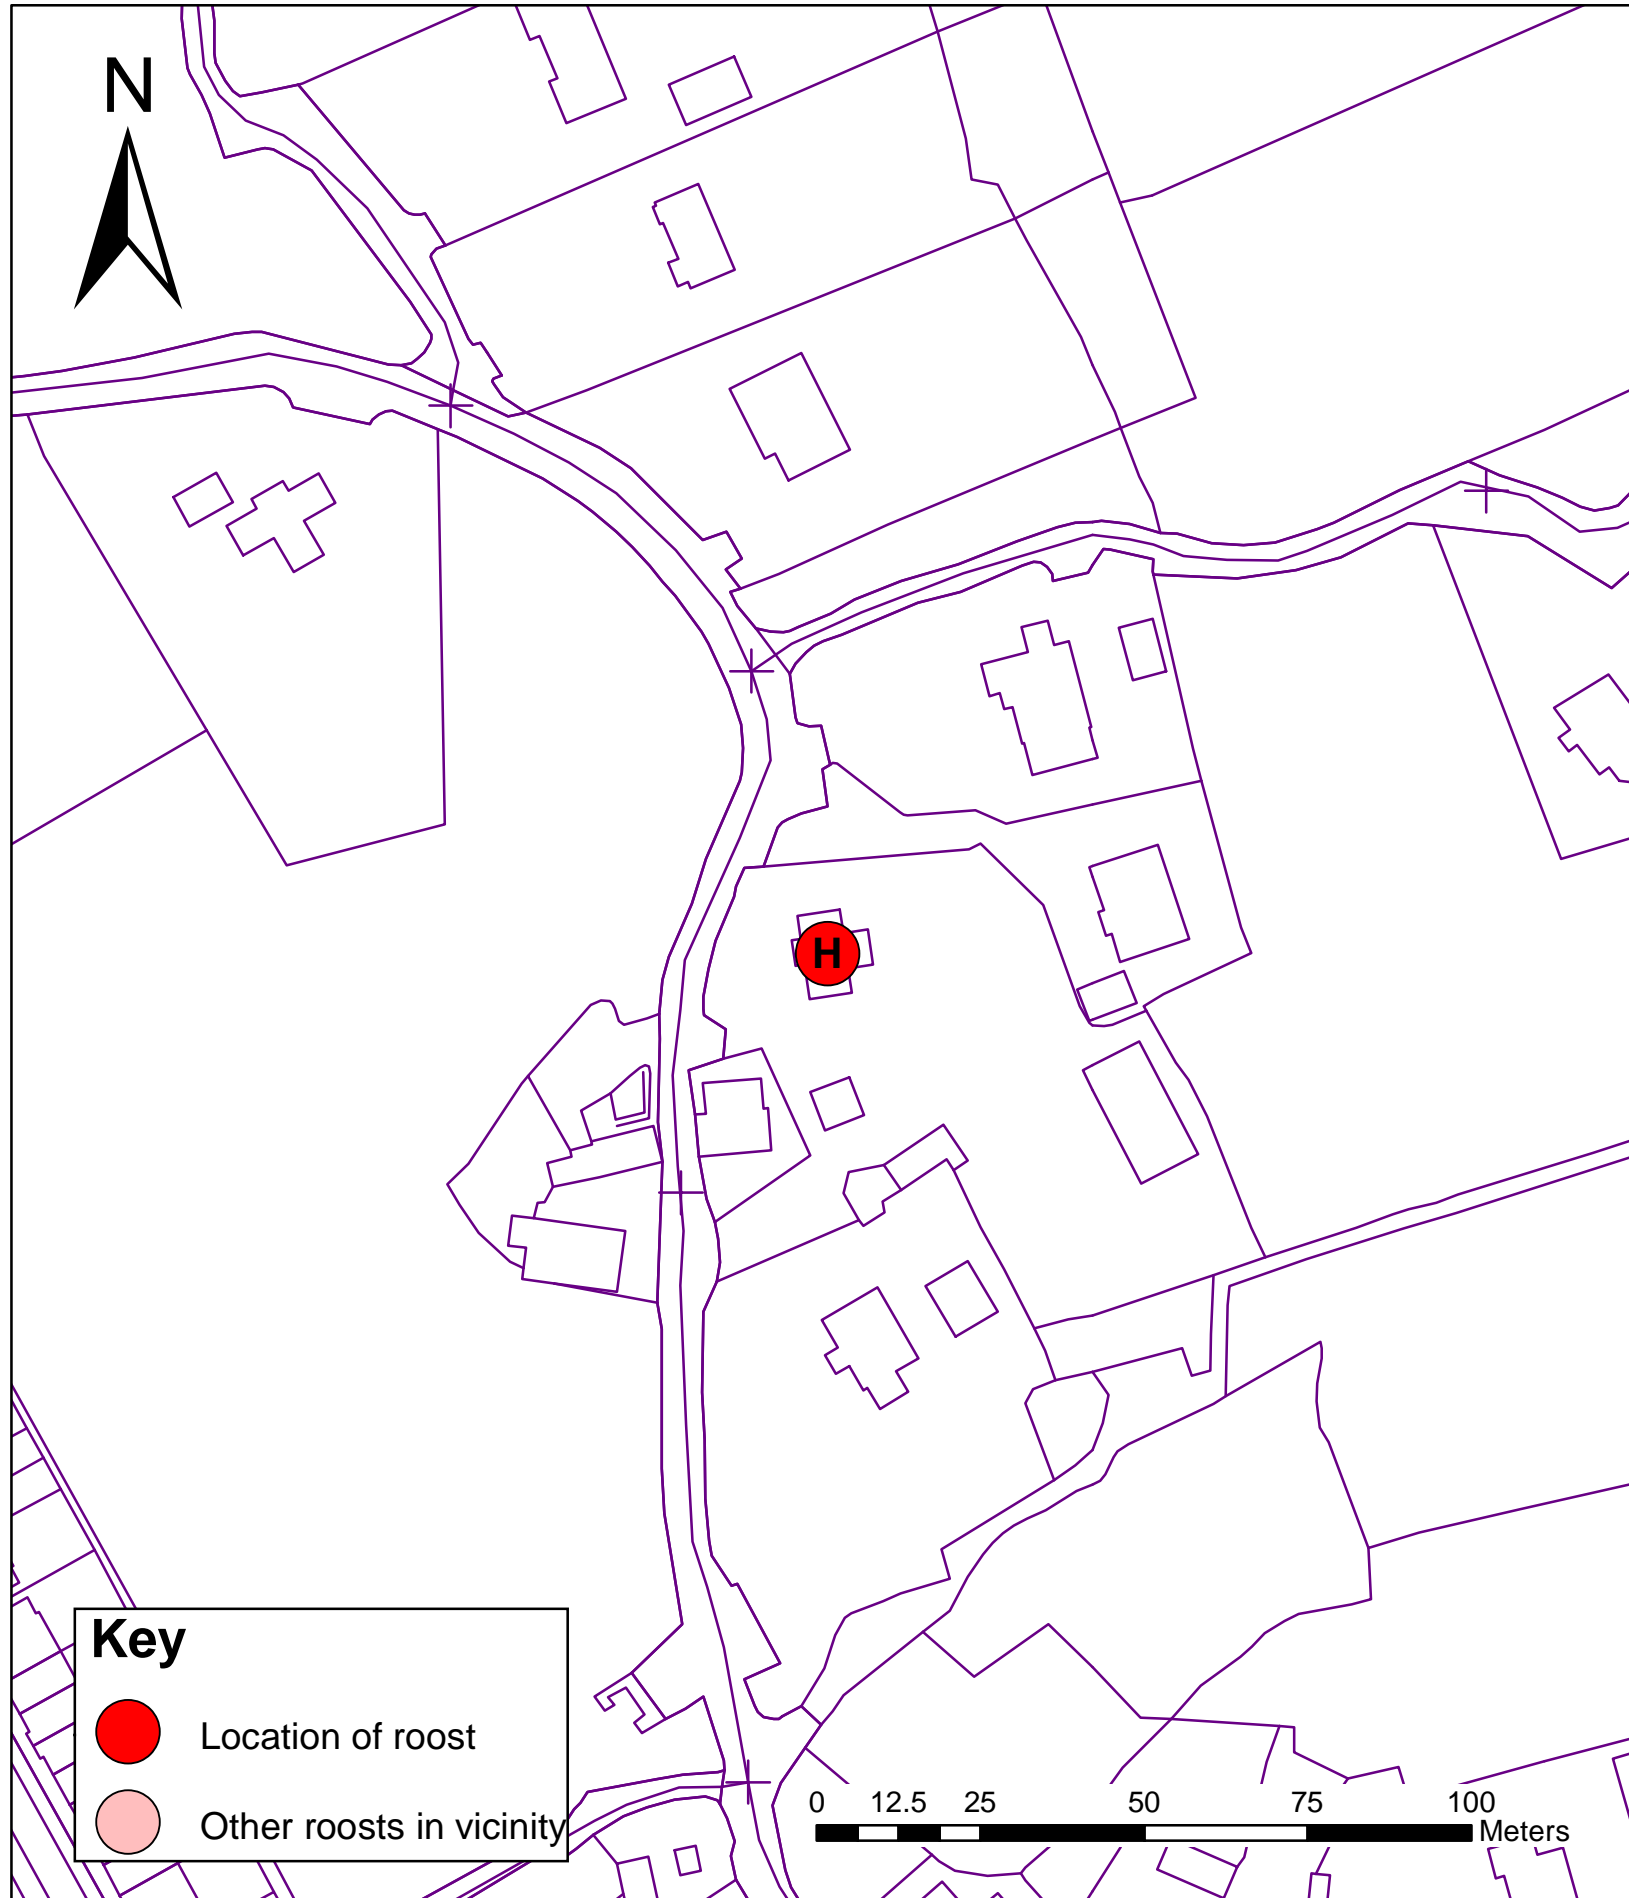 N
H
Key
Location of roost
Other roosts in vicinity
0 12.5 25 50 75 100
Meters